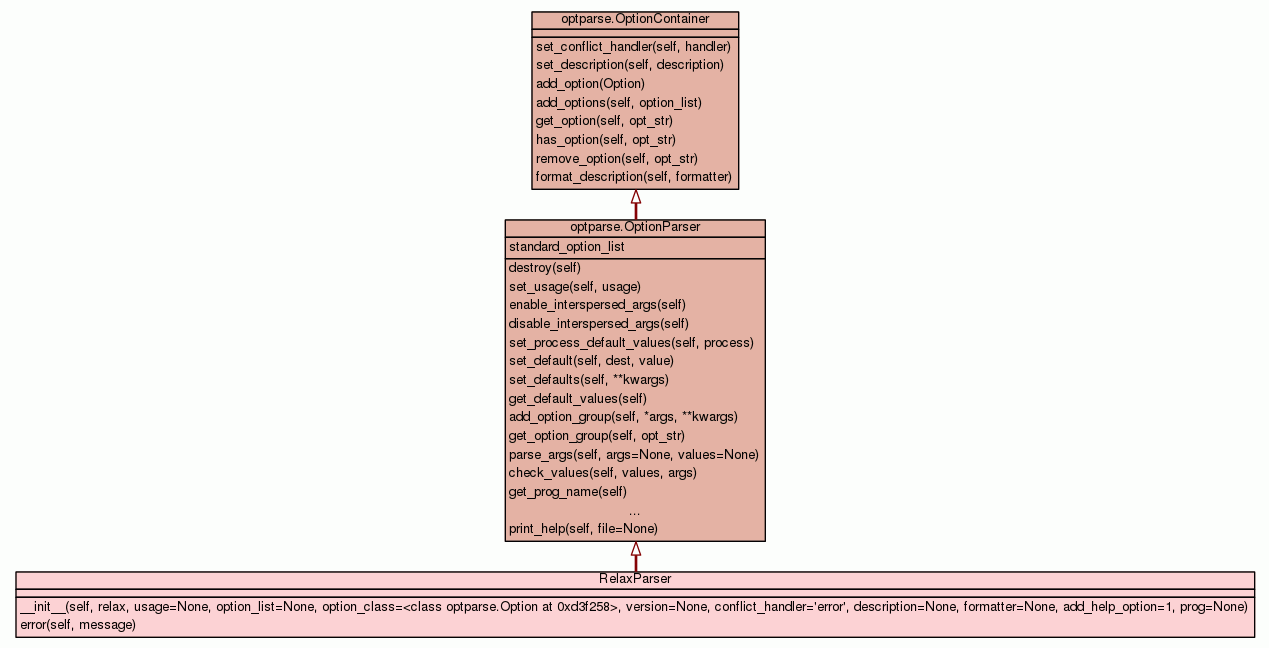 optparse.OptionContainer
set_conflict_handler(self, handler)
set_description(self, description)
add_option(Option)
add_options(self, option_list)
get_option(self, opt_str)
has_option(self, opt_str)
remove_option(self, opt_str)
format_description(self, formatter)
optparse.OptionParser
standard_option_list
destroy(self)
set_usage(self, usage)
enable_interspersed_args(self)
disable_interspersed_args(self)
set_process_default_values(self, process)
set_default(self, dest, value)
set_defaults(self, **kwargs)
get_default_values(self)
add_option_group(self, *args, **kwargs)
get_option_group(self, opt_str)
parse_args(self, args=None, values=None)
check_values(self, values, args)
get_prog_name(self)
...
print_help(self, file=None)
RelaxParser
__init__(self, relax, usage=None, option_list=None, option_class=<class optparse.Option at 0xd3f258>, version=None, conflict_handler='error', description=None, formatter=None, add_help_option=1, prog=None)
error(self, message)